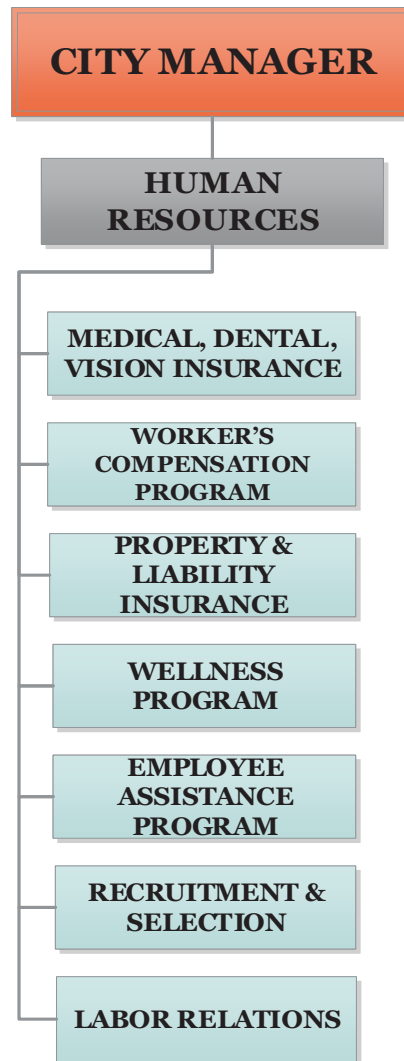 CITY MANAGER
HUMAN
RESOURCES
MEDICAL, DENTAL,
VISION INSURANCE
WORKER’S
COMPENSATION
PROGRAM
PROPERTY &
LIABILITY
INSURANCE
WELLNESS
PROGRAM
EMPLOYEE
ASSISTANCE
PROGRAM
RECRUITMENT &
SELECTION
LABOR RELATIONS